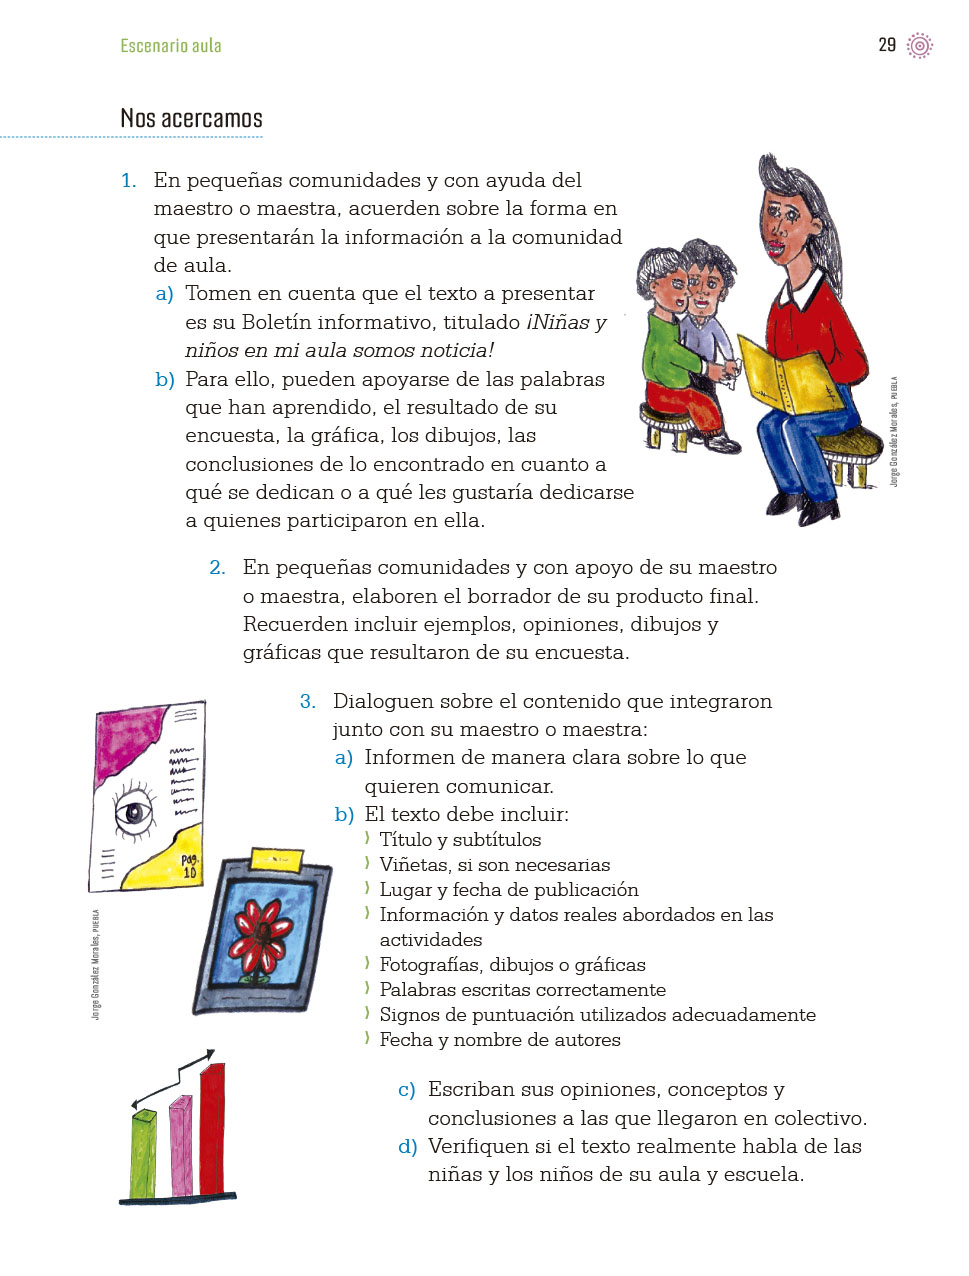 Escenario aula
29
Nos acercamos
1. En pequeñas comunidades y con ayuda del
maestro o maestra, acuerden sobre la forma en
que presentarán la información a la comunidad
de aula.
a) Tomen en cuenta que el texto a presentar
es su Boletín informativo, titulado ¡Niñas y
niños en mi aula somos noticia!
b) Para ello, pueden apoyarse de las palabras
que han aprendido, el resultado de su
encuesta, la gráfica, los dibujos, las
conclusiones de lo encontrado en cuanto a
qué se dedican o a qué les gustaría dedicarse
a quienes participaron en ella.
Jorge González Morales, PUEBLA
2. En pequeñas comunidades y con apoyo de su maestro
o maestra, elaboren el borrador de su producto final.
Recuerden incluir ejemplos, opiniones, dibujos y
gráficas que resultaron de su encuesta.
3. Dialoguen sobre el contenido que integraron
junto con su maestro o maestra:
a) Informen de manera clara sobre lo que
quieren comunicar.
b) El texto debe incluir:
⟩ Título y subtítulos
⟩ Viñetas, si son necesarias
⟩ Lugar y fecha de publicación
⟩ Información y datos reales abordados en las
actividades
⟩ Fotografías, dibujos o gráficas
⟩ Palabras escritas correctamente
⟩ Signos de puntuación utilizados adecuadamente
⟩ Fecha y nombre de autores
Pag.
10
Jorge González Morales, PUEBLA
c) Escriban sus opiniones, conceptos y
conclusiones a las que llegaron en colectivo.
d) Verifiquen si el texto realmente habla de las
niñas y los niños de su aula y escuela.